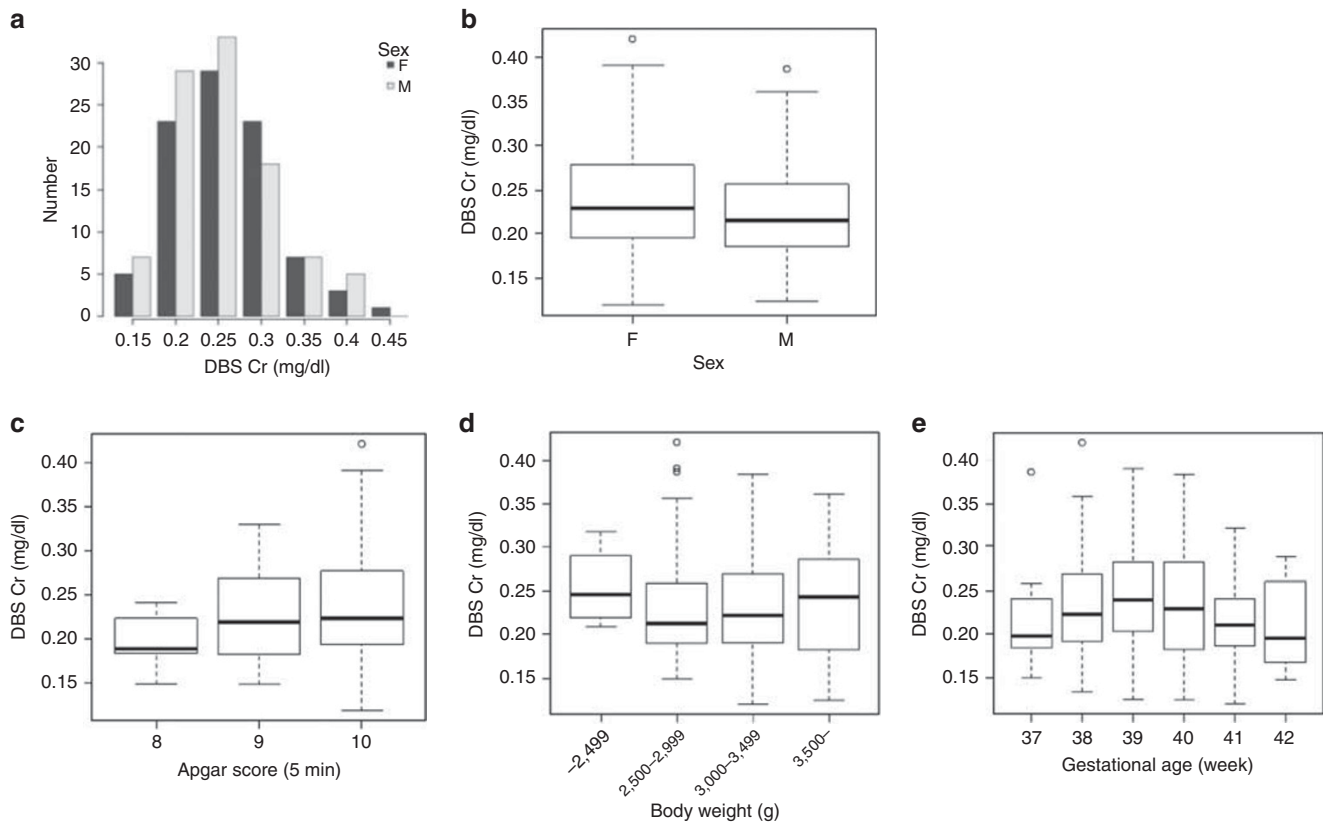 a
Sex
F
M
30
25
20
15
10
5
0
Number
0.15 0.2 0.25 0.3 0.35 0.4 0.45
DBS Cr (mg/dl)
b
0.40
0.35
0.30
0.25
0.20
0.15
DBS Cr (mg/dl)
F M
Sex
c
0.40
0.35
0.30
0.25
0.20
0.15
DBS Cr (mg/dl)
8 9 10
Apgar score (5 min)
d
0.40
0.35
0.30
0.25
0.20
0.15
DBS Cr (mg/dl)
–2,499 2,500–2,999 3,000–3,499 3,500–
Body weight (g)
e
0.40
0.35
0.30
0.25
0.20
0.15
DBS Cr (mg/dl)
37 38 39 40 41 42
Gestational age (week)